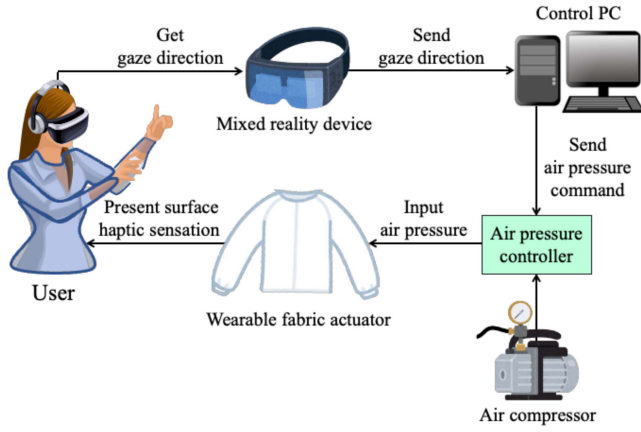 Control PC
Get
gaze direction
Send
gaze direction
Mixed reality device
Send
air pressure
command
Present surface
haptic sensation
Input
air pressure
Air pressure
controller
User
Wearable fabric actuator
Air compressor